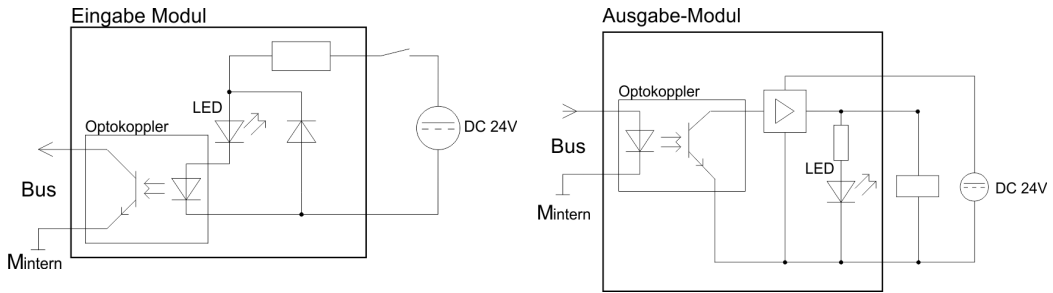 Eingabe Modul
LED
Optokoppler
DC 24V
Bus
Mintern
Ausgabe-Modul
Optokoppler
Bus
LED
DC 24V
Mintern